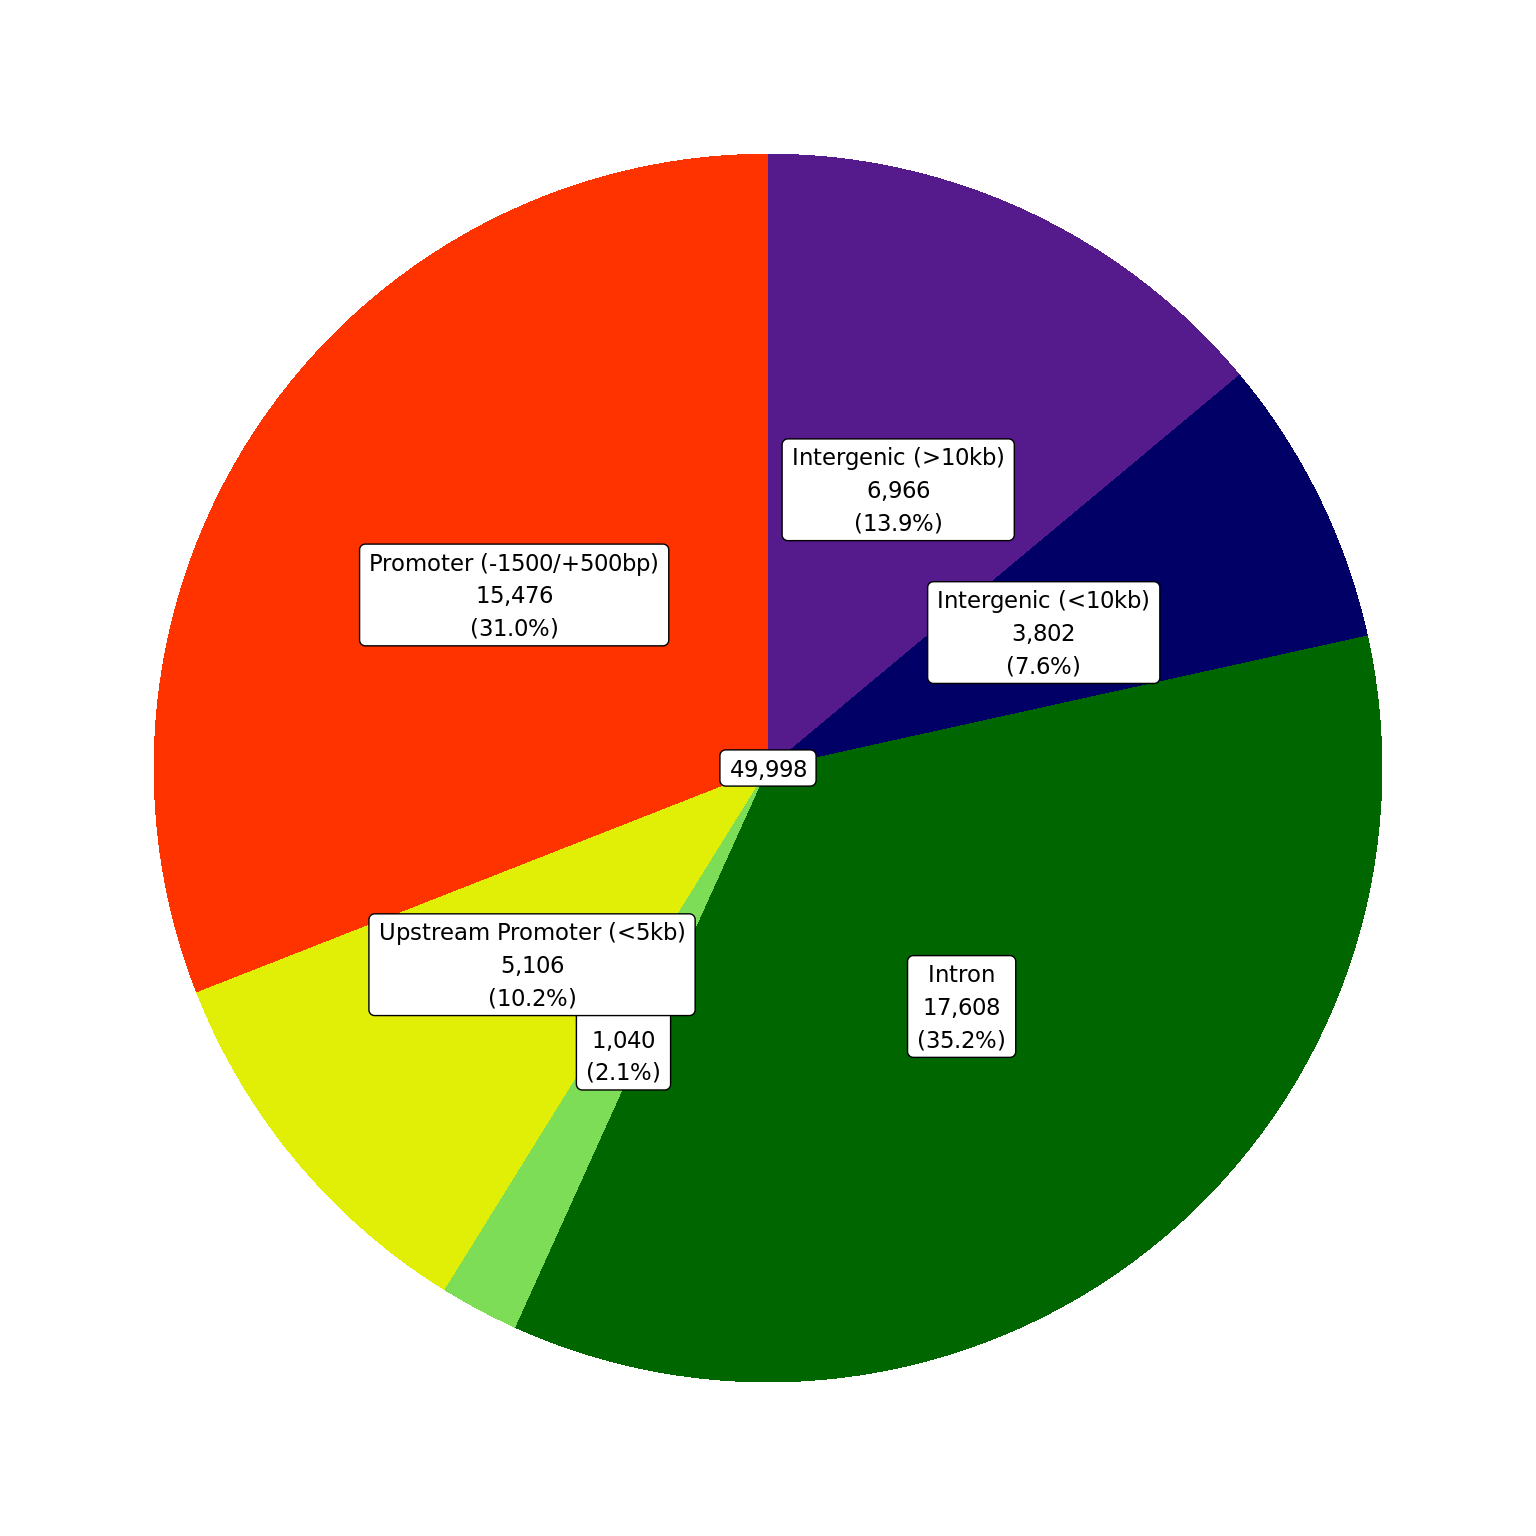 Intergenic (>10kb)
6,966
(13.9%)
Promoter (-1500/+500bp)
15,476
(31.0%)
Intergenic (<10kb)
3,802
(7.6%)
49,998
Upstream Promoter (<5kb)
5,106
(10.2%)
Intron
17,608
(35.2%)
1,040
(2.1%)